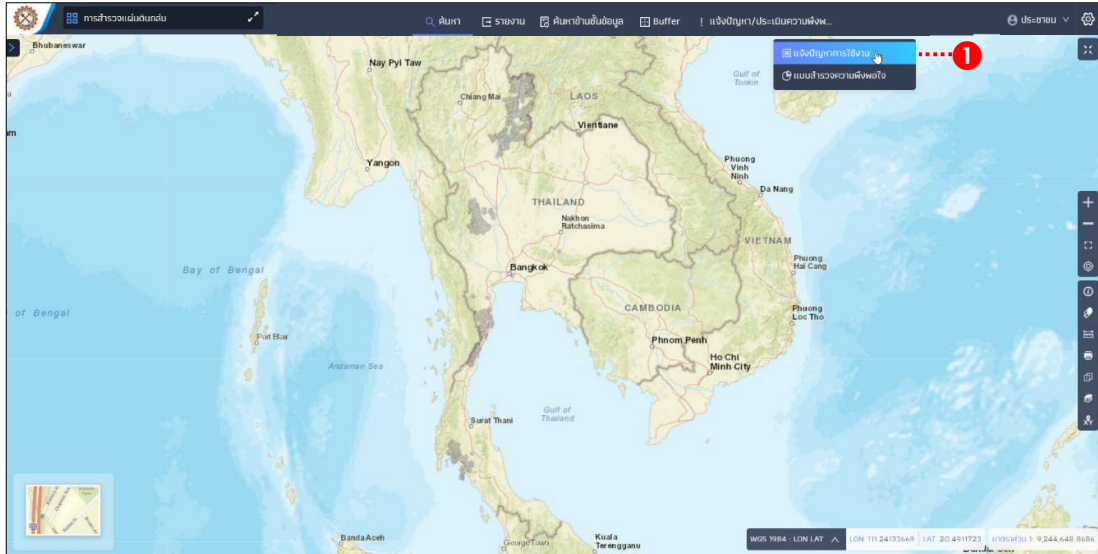 การสำรวจแผ่นดินถล่ม
ค้นหา
รายงาน
ค้นหาข้ามชั้นข้อมูล
Buffer
! แจ้งปัญหา/ประเมินความพึงพ...
ประชาชน
แจ้งปัญหาการใช้งาน
1
แบบสำรวจความพึงพอใจ
Bhubaneswar
Nay Pyi Taw
Gulf of
Tonkin
Chiang Mai
LAOS
Vientiane
Yangon
Phuong
Vinh
Ninh
Da Nang
THAILAND
Nakhon
Ratchasima
VIETNAM
Phuong
Hai Cang
Bay of Bengal
Bangkok
of Bengal
CAMBODIA
Phuong
Loc Tho
Port Blair
Phnom Penh
Ho Chi
Minh City
Andaman Sea
Gulf of
Thailand
Surat Thani
Banda Aceh
George Town
Kuala
Terengganu
WGS 1984 : LON LAT
LON 111.24133669
LAT 20.4911723
มาตราส่วน 1: 9,244,648.8686